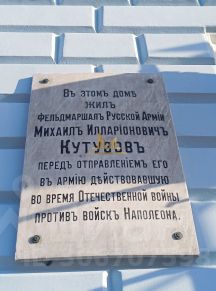 Въ этомъ домѣ
жилъ
Фельдмаршалъ Русской Арміи
Михаилъ Илларіоновичъ
Кутузовъ
передъ отправленіемъ его
въ армію дѣйствовавшую
во время Отечественной войны
противъ войскъ Наполеона.